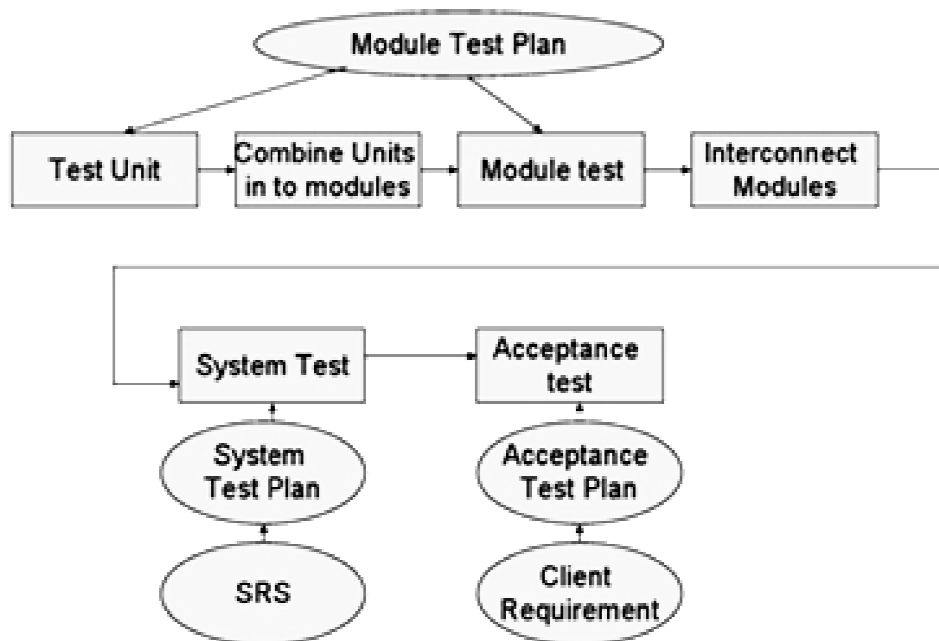 Module Test Plan
Test Unit
Combine Units
in to modules
Module test
Interconnect
Modules
System Test
Acceptance
test
System
Test Plan
Acceptance
Test Plan
SRS
Client
Requirement